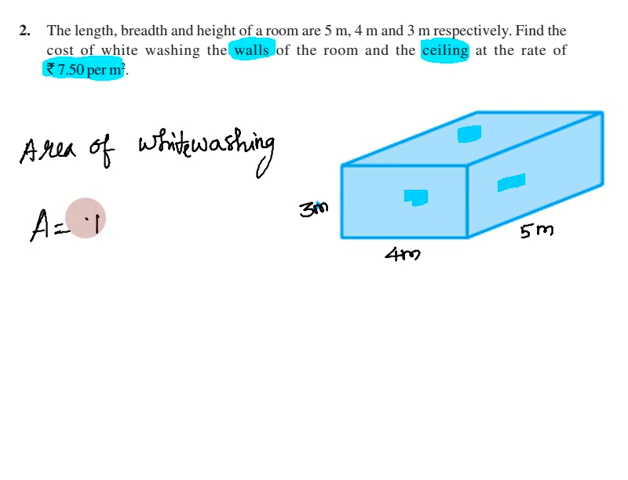 2. The length, breadth and height of a room are 5 m, 4 m and 3 m respectively. Find the
cost of white washing the walls of the room and the ceiling at the rate of
₹ 7.50 per m².
Area of whitewashing
A=
3m
4m
5m